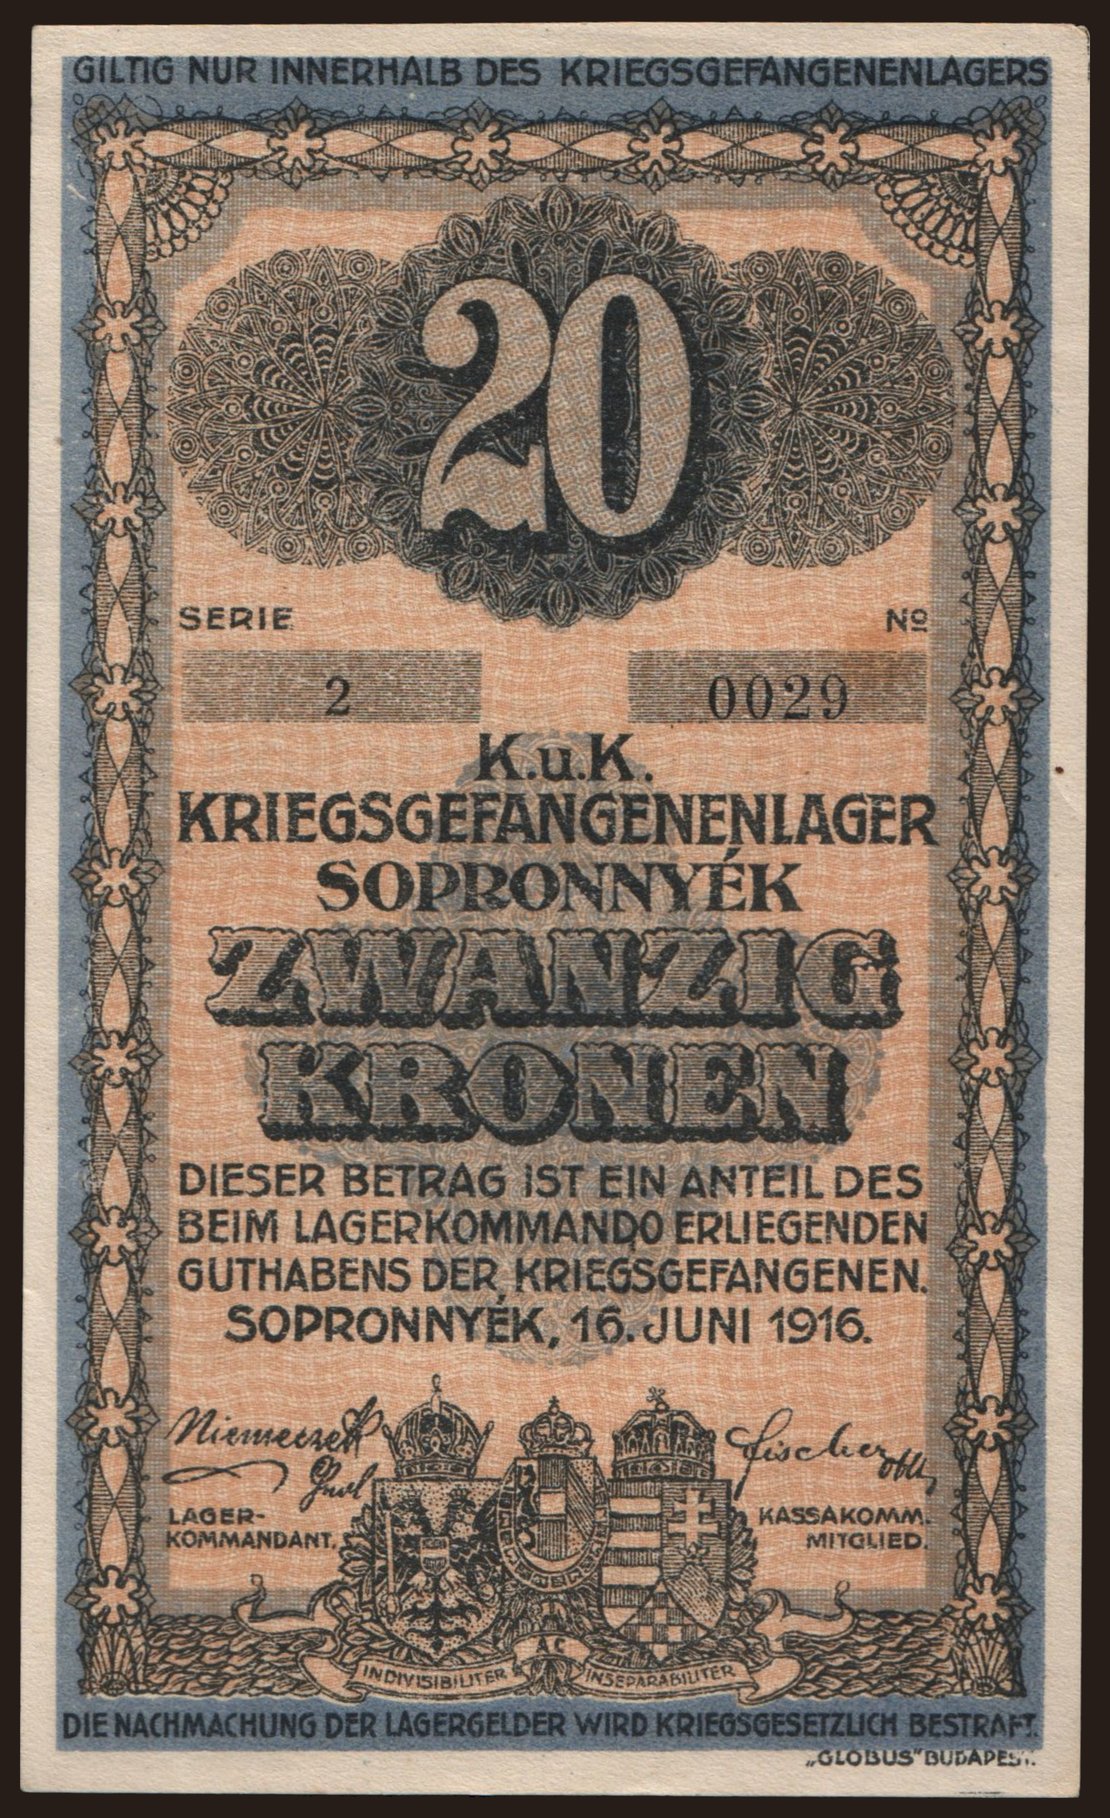 GILTIG NUR INNERHALB DES KRIEGSGEFANGENENLAGERS
20
SERIE Nº
2 0029
K.u.K.
KRIEGSGEFANGENENLAGER
SOPRONNYÉK
ZWANZIG
KRONEN
DIESER BETRAG IST EIN ANTEIL DES
BEIM LAGERKOMMANDO ERLIEGENDEN
GUTHABENS DER KRIEGSGEFANGENEN.
SOPRONNYÉK, 16. JUNI 1916.
Fischer
LAGER- KASSAKOMM.
KOMMANDANT. MITGLIED.
INDIVISIBILITER AC INSEPARABILITER
DIE NACHMACHUNG DER LAGERGELDER WIRD KRIEGSGESETZLICH BESTRAFT.
„GLOBUS" BUDAPEST.